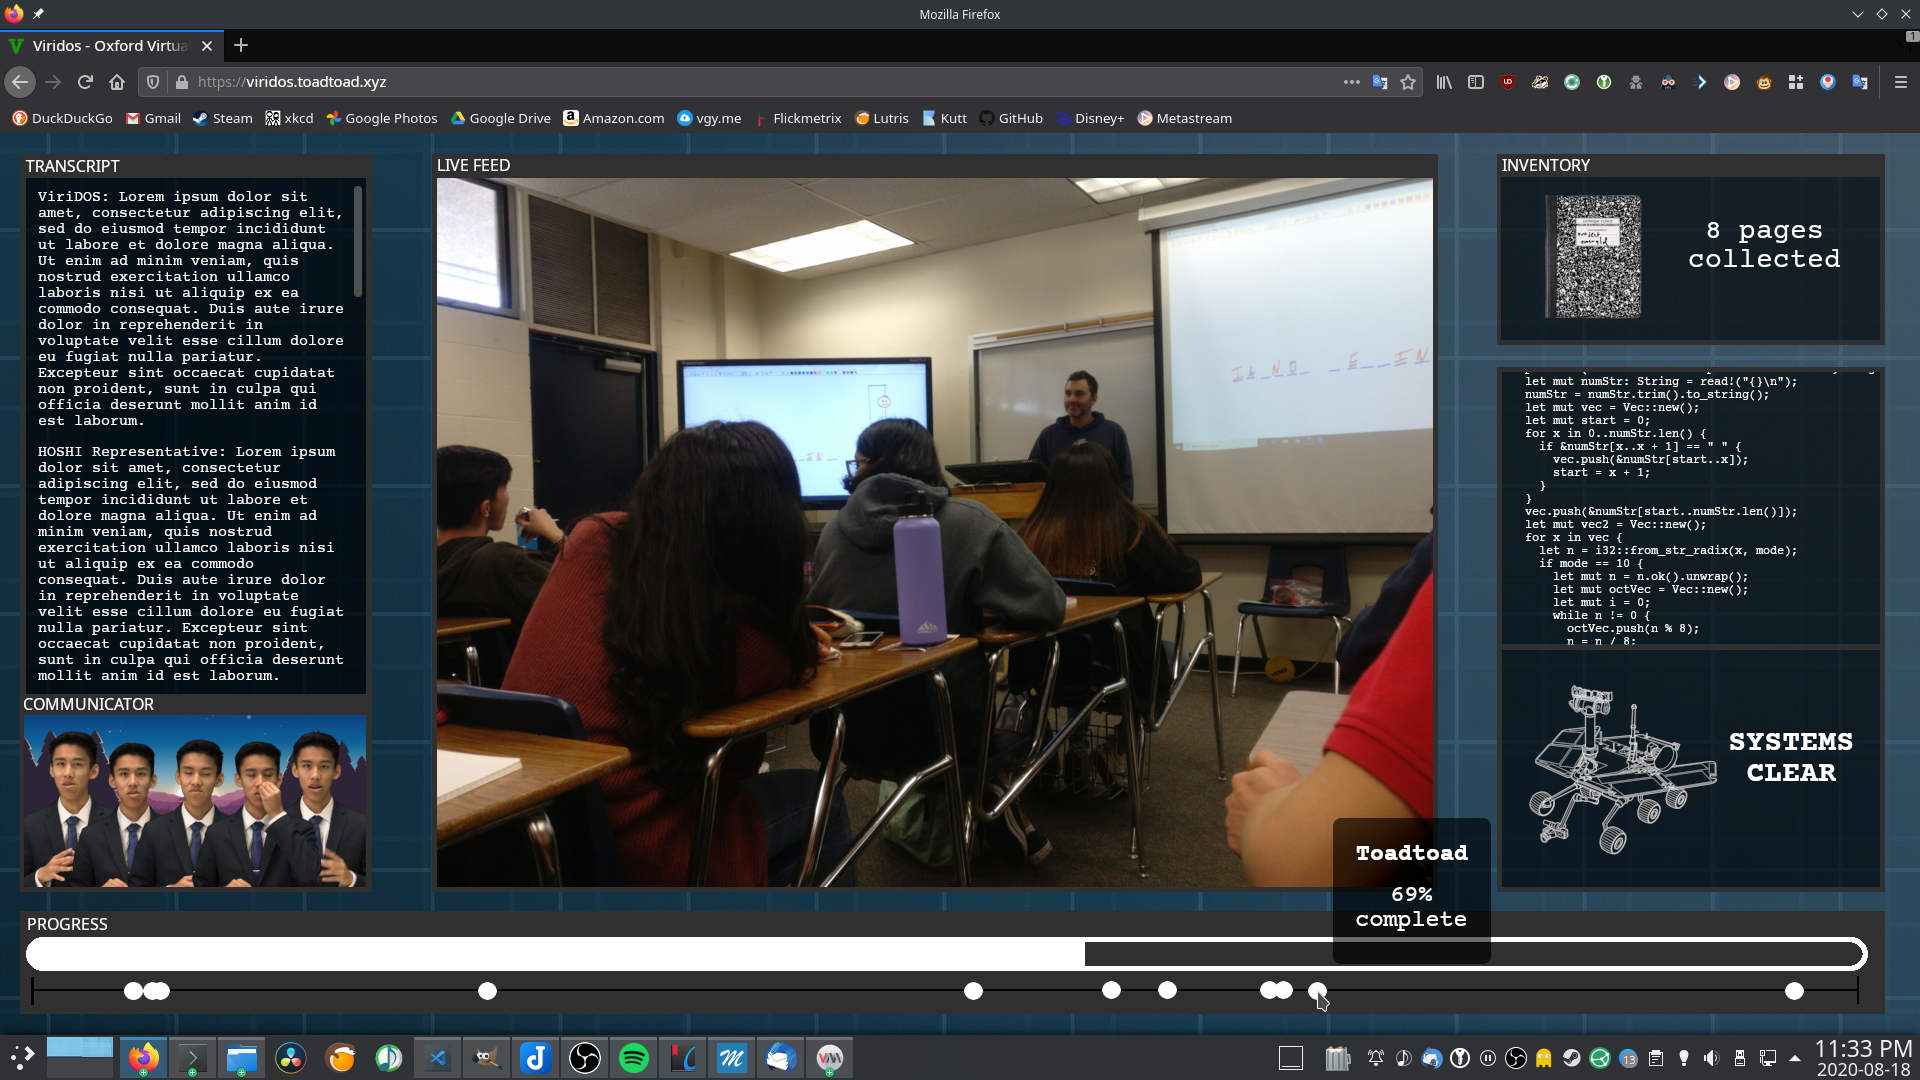 Mozilla Firefox
Viridos - Oxford Virtua
1
https://viridos.toadtoad.xyz
DuckDuckGo
Gmail
Steam
xkcd
Google Photos
Google Drive
Amazon.com
vgy.me
Flickmetrix
Lutris
Kutt
GitHub
Disney+
Metastream
TRANSCRIPT
ViriDOS: Lorem ipsum dolor sit
amet, consectetur adipiscing elit,
sed do eiusmod tempor incididunt
ut labore et dolore magna aliqua.
Ut enim ad minim veniam, quis
nostrud exercitation ullamco
laboris nisi ut aliquip ex ea
commodo consequat. Duis aute irure
dolor in reprehenderit in
voluptate velit esse cillum dolore
eu fugiat nulla pariatur.
Excepteur sint occaecat cupidatat
non proident, sunt in culpa qui
officia deserunt mollit anim id
est laborum.
HOSHI Representative: Lorem ipsum
dolor sit amet, consectetur
adipiscing elit, sed do eiusmod
tempor incididunt ut labore et
dolore magna aliqua. Ut enim ad
minim veniam, quis nostrud
exercitation ullamco laboris nisi
ut aliquip ex ea commodo
consequat. Duis aute irure dolor
in reprehenderit in voluptate
velit esse cillum dolore eu fugiat
nulla pariatur. Excepteur sint
occaecat cupidatat non proident,
sunt in culpa qui officia deserunt
mollit anim id est laborum.
COMMUNICATOR
LIVE FEED
IA_NO_ _E__IN
_IN_
INVENTORY
project
emerald
8 pages
collected
let mut numStr: String = read!("{}\n");
numStr = numStr.trim().to_string();
let mut vec = Vec::new();
let mut start = 0;
for x in 0..numStr.len() {
if &numStr[x..x + 1] == " " {
vec.push(&numStr[start..x]);
start = x + 1;
}
}
vec.push(&numStr[start..numStr.len()]);
let mut vec2 = Vec::new();
for x in vec {
let n = i32::from_str_radix(x, mode);
if mode == 10 {
let mut n = n.ok().unwrap();
let mut octVec = Vec::new();
let mut i = 0;
while n != 0 {
octVec.push(n % 8);
n = n / 8;
SYSTEMS
CLEAR
Toadtoad
69%
complete
PROGRESS
13
11:33 PM
2020-08-18